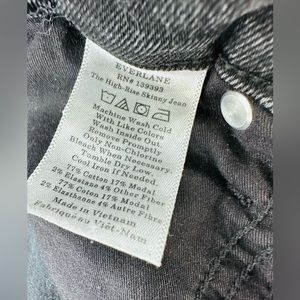 EVERLANE
RN# 139393
The High-Rise Skinny Jean
Machine Wash Cold
With Like Colors
Wash Inside Out.
Remove Promptly
Only Non-Chlorine
Bleach When Necessary.
Tumble Dry Low.
Cool Iron if Needed.
77% Cotton 17% Modal
2% Elastane 4% Other Fiber
77% Coton 17% Modal
2% Élasthanne 4% Autre Fibre
Made in Vietnam
Fabriqué au Viêt-Nam